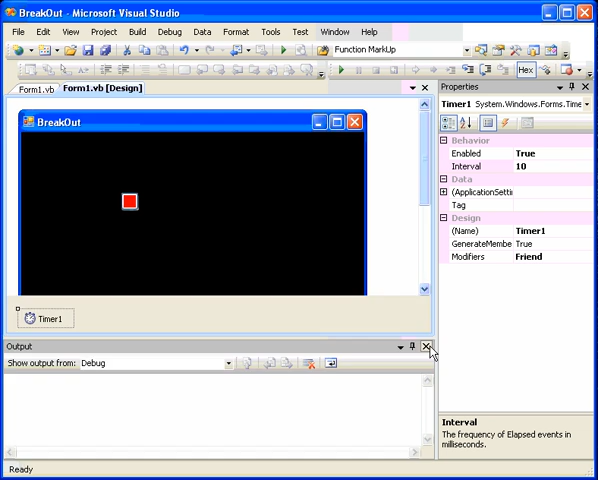 BreakOut - Microsoft Visual Studio
File Edit View Project Build Debug Data Format Tools Test Window Help
Function MarkUp
Hex
Form1.vb Form1.vb [Design]
Properties
Timer1 System.Windows.Forms.Time
BreakOut
Behavior
Enabled True
Interval 10
Data
(ApplicationSetti
Tag
Design
(Name) Timer1
GenerateMembe True
Modifiers Friend
Timer1
Output
Show output from: Debug
Interval
The frequency of Elapsed events in
milliseconds.
Ready